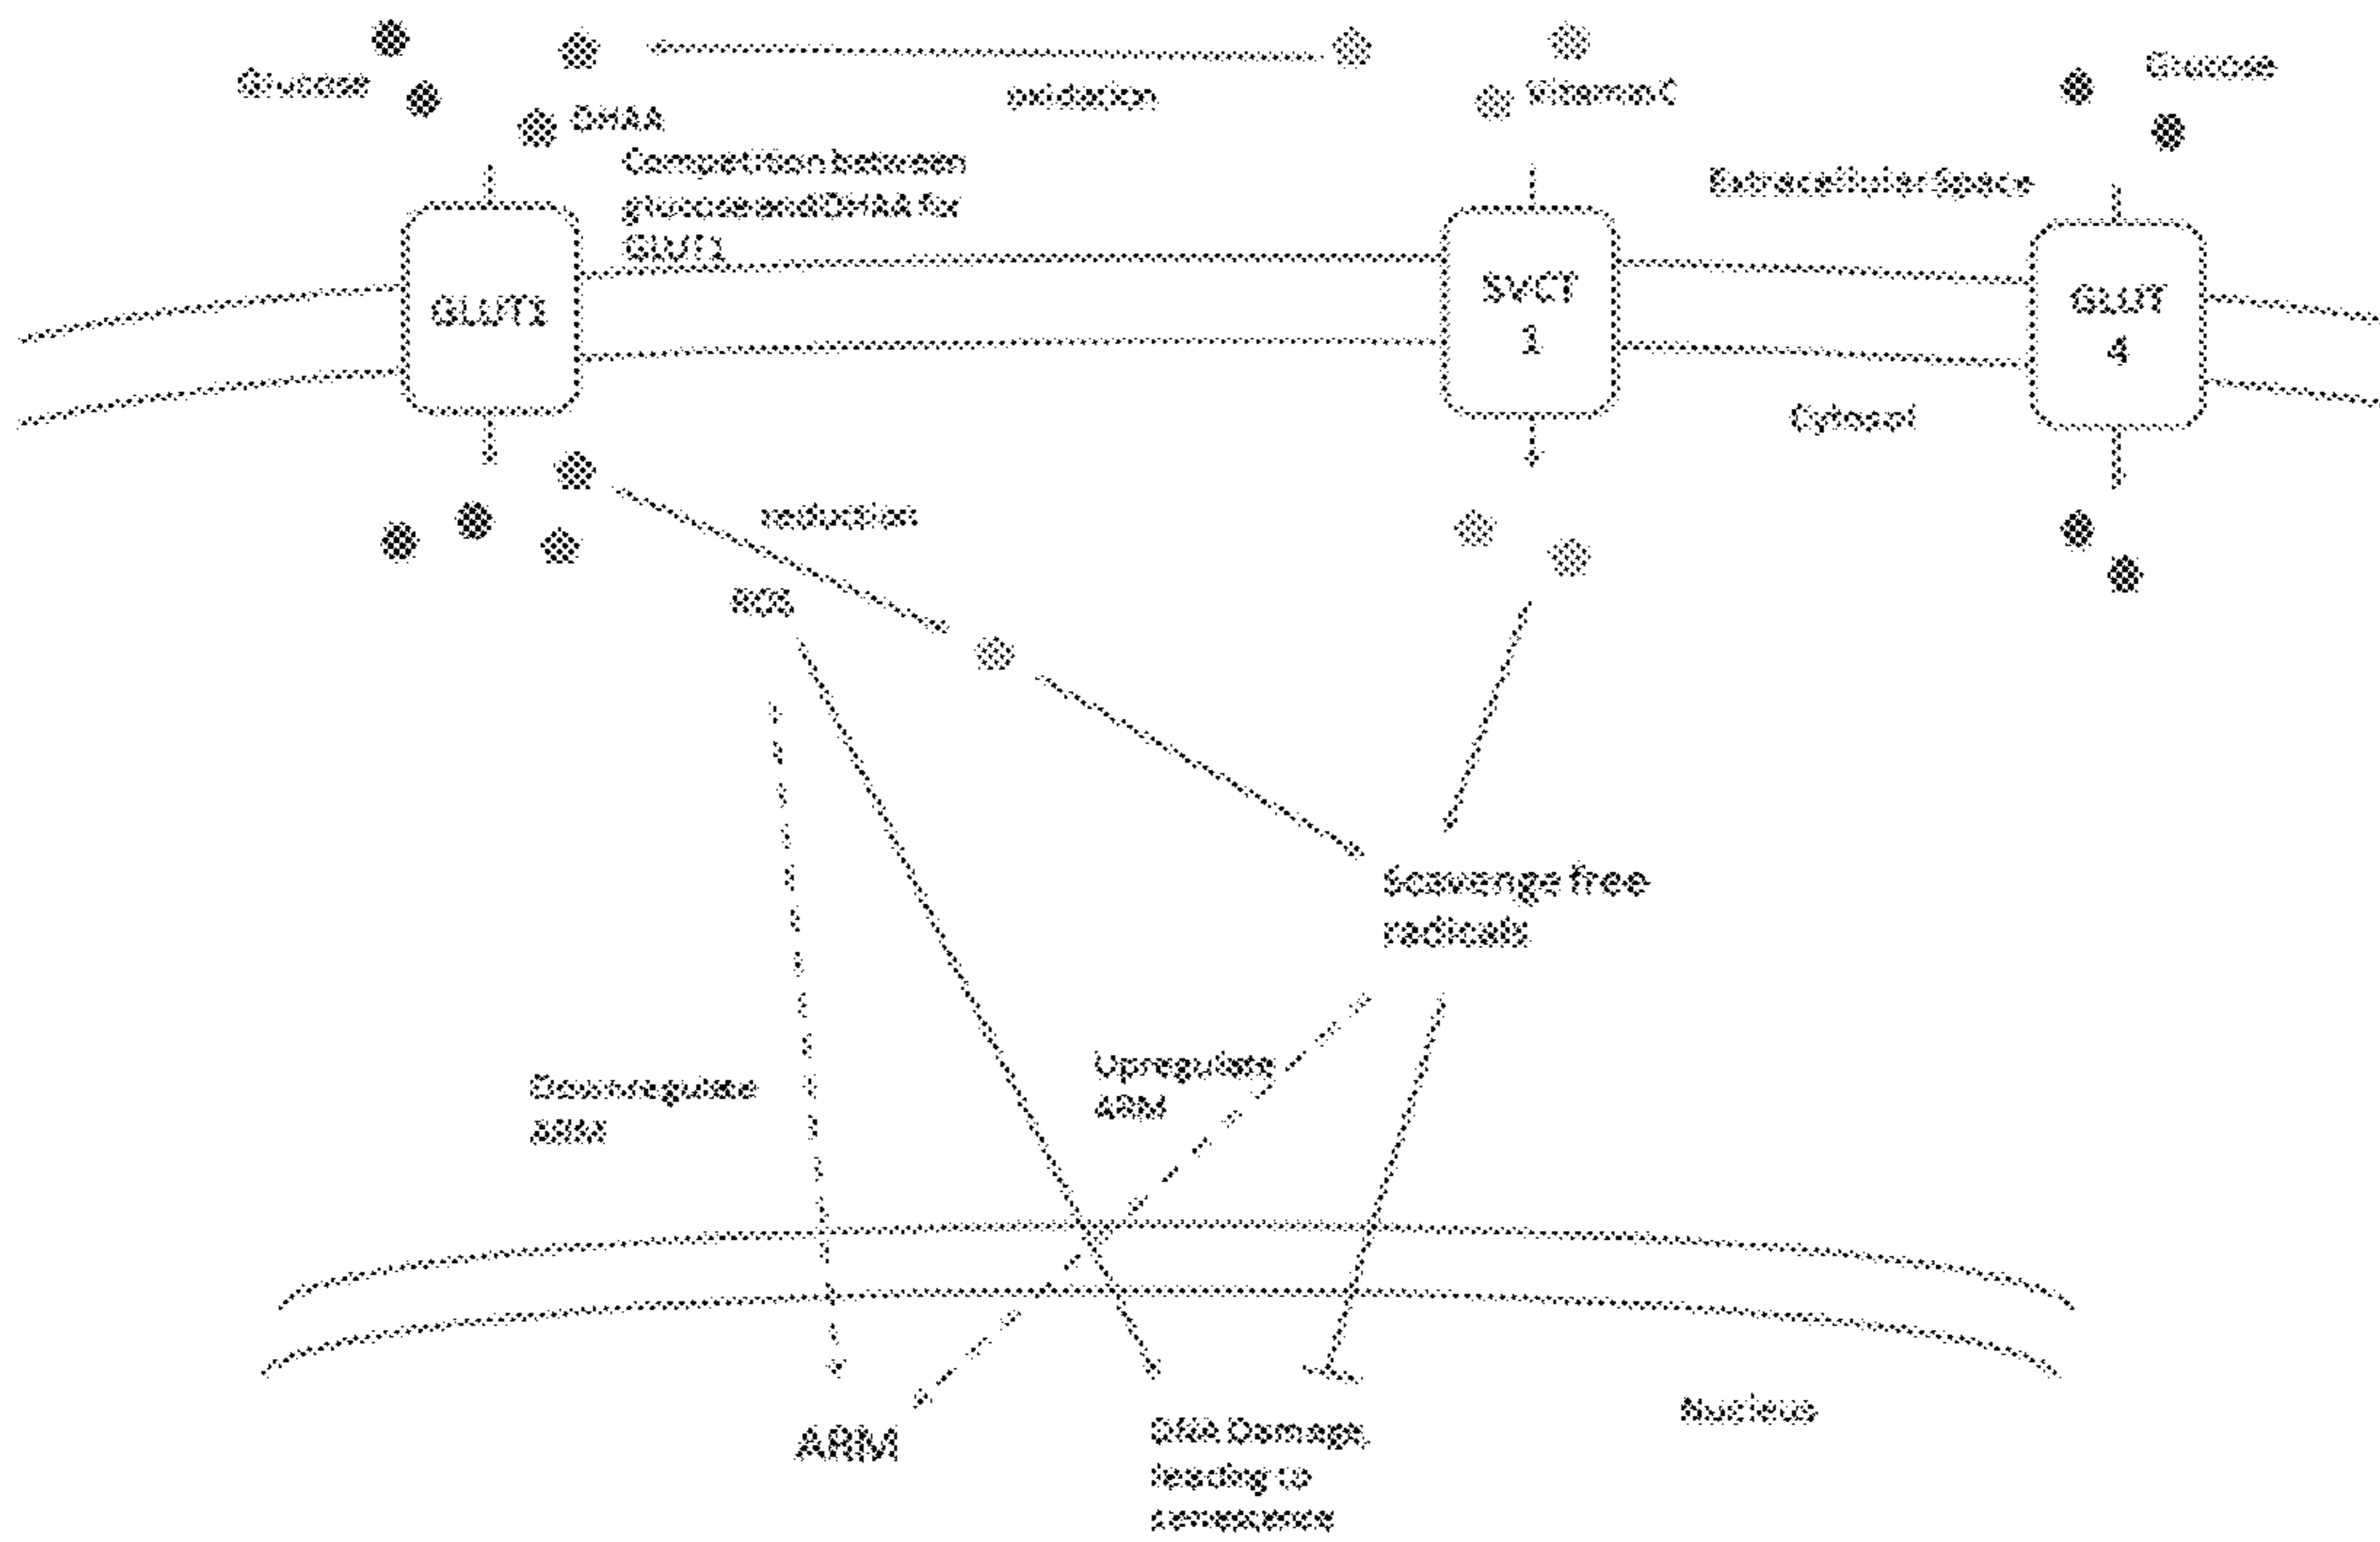 Glucose
DHAA
oxidation
Vitamin C
Glucose
Competition between
glucose and DHAA for
GLUT1
Extracellular Space
GLUT1
SVCT
1
GLUT
4
Cytosol
reduction
ROS
Scavenge free
radicals
Downregulate
ARM
Upregulate
ARM
Nucleus
ARM
DNA Damage
leading to
senescence